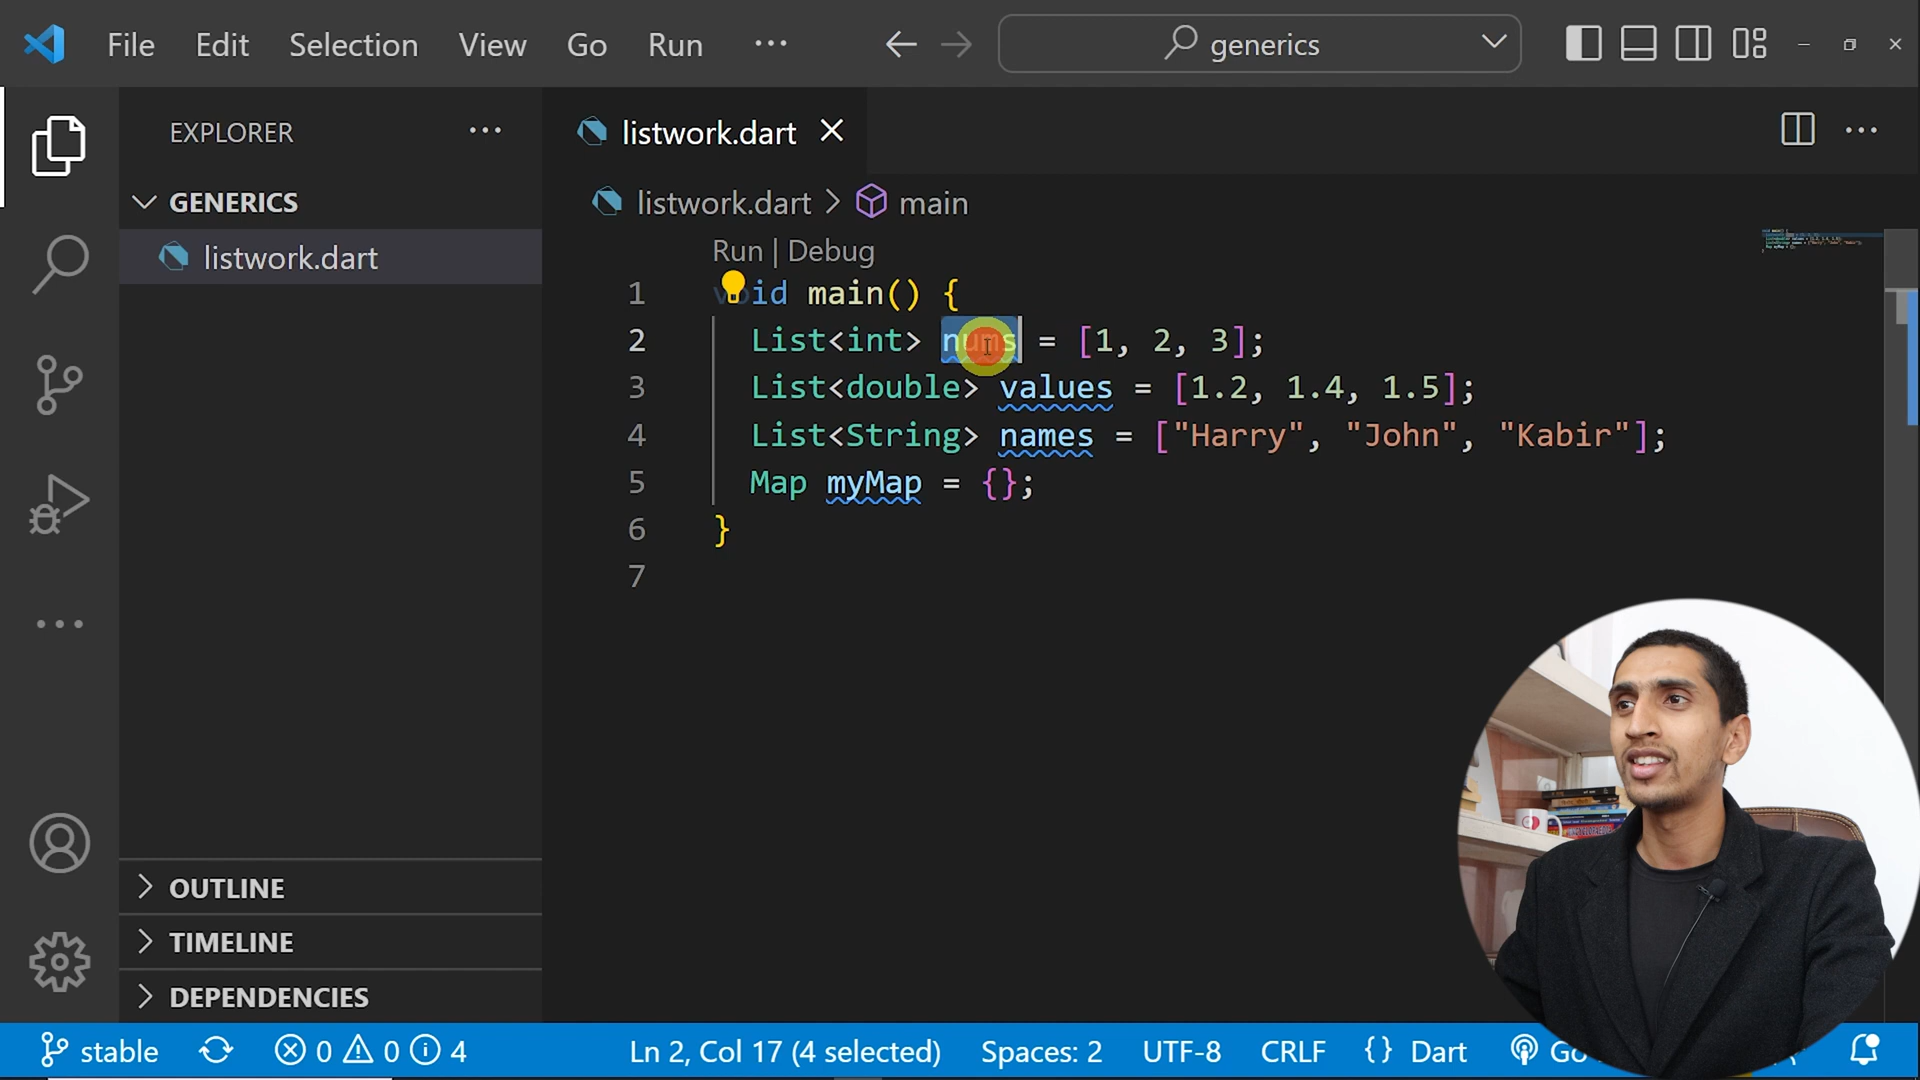 File Edit Selection View Go Run ··· generics
EXPLORER ···
GENERICS
listwork.dart
OUTLINE
TIMELINE
DEPENDENCIES
listwork.dart
listwork.dart > main
Run | Debug
1 void main() {
2 List<int> nums = [1, 2, 3];
3 List<double> values = [1.2, 1.4, 1.5];
4 List<String> names = ["Harry", "John", "Kabir"];
5 Map myMap = {};
6 }
7
stable 0 0 4 Ln 2, Col 17 (4 selected) Spaces: 2 UTF-8 CRLF {} Dart